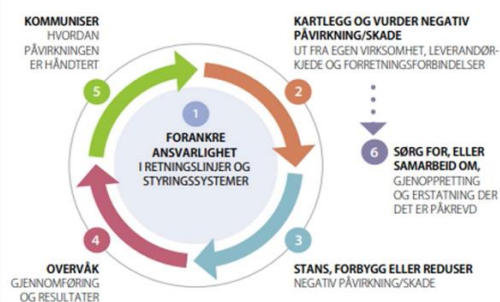 1
FORANKRE
ANSVARLIGHET
I RETNINGSLINJER OG
STYRINGSSYSTEMER
2
KARTLEGG OG VURDER NEGATIV
PÅVIRKNING/SKADE
UT FRA EGEN VIRKSOMHET, LEVERANDØR-
KJEDE OG FORRETNINGSFORBINDELSER
3
STANS, FORBYGG ELLER REDUSER
NEGATIV PÅVIRKNING/SKADE
4
OVERVÅK
GJENNOMFØRING
OG RESULTATER
5
KOMMUNISER
HVORDAN
PÅVIRKNINGEN
ER HÅNDTERT
6
SØRG FOR, ELLER
SAMARBEID OM,
GJENOPPRETTING
OG ERSTATNING DER
DET ER PÅKREVD